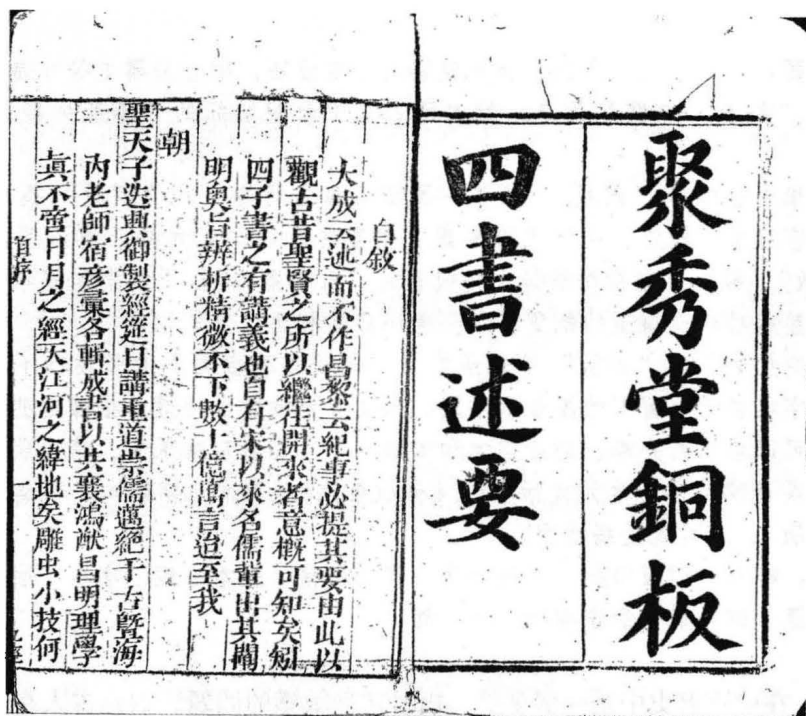 聚秀堂銅板
四書述要
自敘
大成云述而不作昌黎云紀事必提其要由此以
觀古昔聖賢之所以繼往開來者意概可知矣矧
四子書之有講義也自有宋以來名儒輩出其闡
明奧旨辨析精微不下數十億萬言迨至我
朝
聖天子迭典御製經筵日講重道崇儒邁絕千古暨海
內老師宿彦彙各輯成書以共襄鴻猷昌明理學
真不啻日月之經天江河之緯地矣雕虫小技何
自序
一